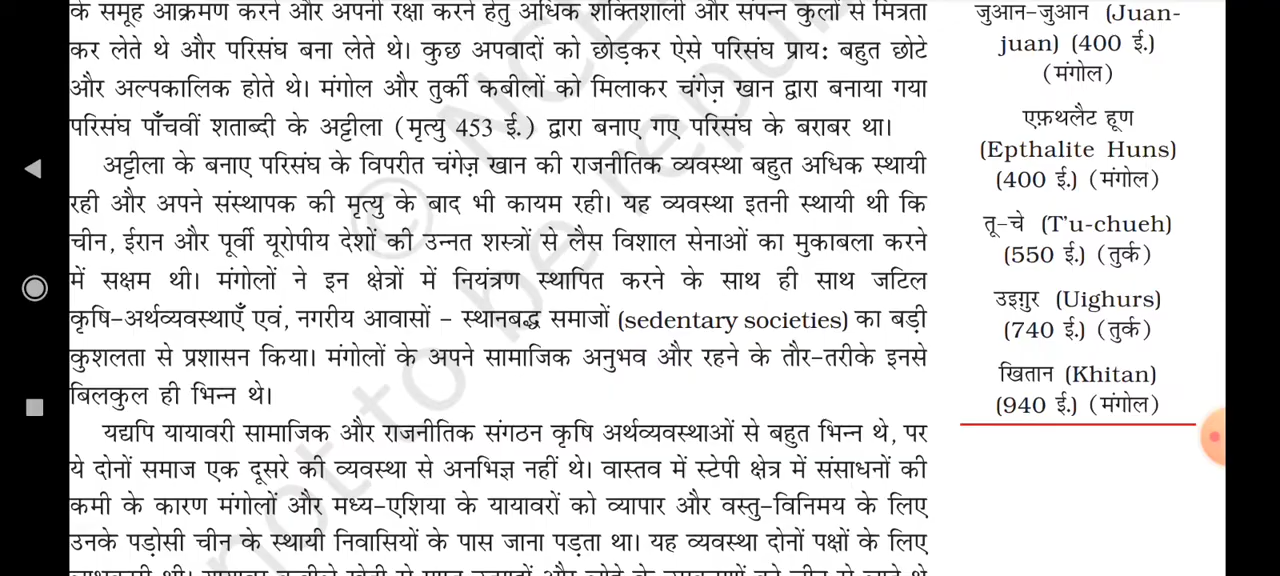 के समूह आक्रमण करने और अपनी रक्षा करने हेतु अधिक शक्तिशाली और संपन्न कुलों से मित्रता
कर लेते थे और परिसंघ बना लेते थे। कुछ अपवादों को छोड़कर ऐसे परिसंघ प्राय: बहुत छोटे
और अल्पकालिक होते थे। मंगोल और तुर्की कबीलों को मिलाकर चंगेज़ खान द्वारा बनाया गया
परिसंघ पाँचवीं शताब्दी के अट्टीला (मृत्यु 453 ई.) द्वारा बनाए गए परिसंघ के बराबर था।
अट्टीला के बनाए परिसंघ के विपरीत चंगेज़ खान की राजनीतिक व्यवस्था बहुत अधिक स्थायी
रही और अपने संस्थापक की मृत्यु के बाद भी कायम रही। यह व्यवस्था इतनी स्थायी थी कि
चीन, ईरान और पूर्वी यूरोपीय देशों की उन्नत शस्त्रों से लैस विशाल सेनाओं का मुकाबला करने
में सक्षम थी। मंगोलों ने इन क्षेत्रों में नियंत्रण स्थापित करने के साथ ही साथ जटिल
कृषि-अर्थव्यवस्थाएँ एवं, नगरीय आवासों – स्थानबद्ध समाजों (sedentary societies) का बड़ी
कुशलता से प्रशासन किया। मंगोलों के अपने सामाजिक अनुभव और रहने के तौर-तरीके इनसे
बिलकुल ही भिन्न थे।
यद्यपि यायावरी सामाजिक और राजनीतिक संगठन कृषि अर्थव्यवस्थाओं से बहुत भिन्न थे, पर
ये दोनों समाज एक दूसरे की व्यवस्था से अनभिज्ञ नहीं थे। वास्तव में स्टेपी क्षेत्र में संसाधनों की
कमी के कारण मंगोलों और मध्य-एशिया के यायावरों को व्यापार और वस्तु-विनिमय के लिए
उनके पड़ोसी चीन के स्थायी निवासियों के पास जाना पड़ता था। यह व्यवस्था दोनों पक्षों के लिए
जुआन-जुआन (Juan-
juan) (400 ई.)
(मंगोल)
एफ़थलैट हूण
(Epthalite Huns)
(400 ई.) (मंगोल)
तू-चे (T'u-chueh)
(550 ई.) (तुर्क)
उइग़ुर (Uighurs)
(740 ई.) (तुर्क)
खितान (Khitan)
(940 ई.) (मंगोल)
not to be repu
© NCE